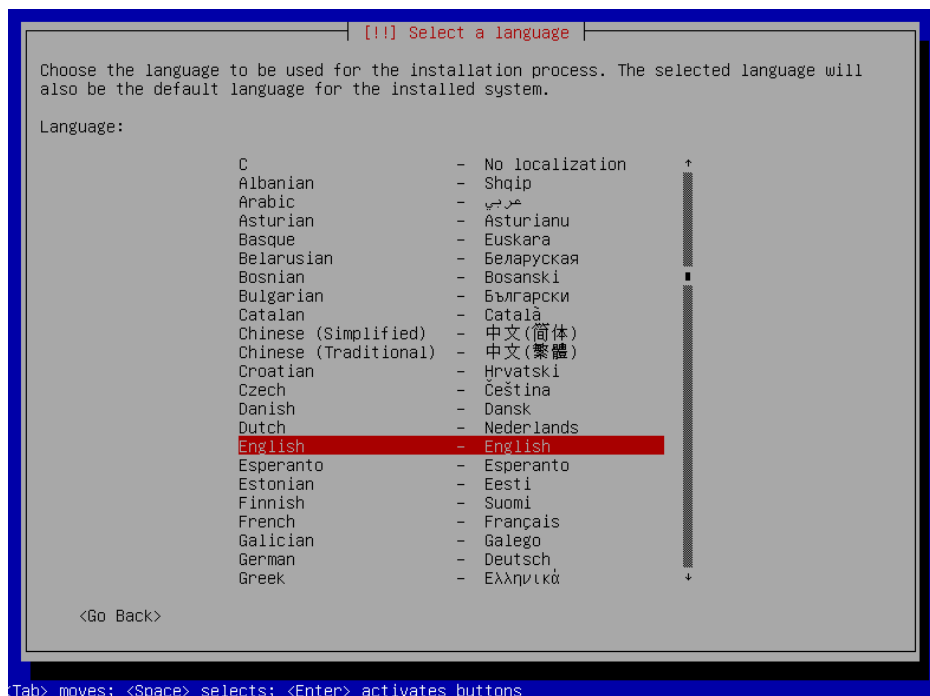 [!!] Select a language
Choose the language to be used for the installation process. The selected language will
also be the default language for the installed system.
Language:
C - No localization
Albanian - Shqip
Arabic - عربي
Asturian - Asturianu
Basque - Euskara
Belarusian - Беларуская
Bosnian - Bosanski
Bulgarian - Български
Catalan - Català
Chinese (Simplified) - 中文(简体)
Chinese (Traditional) - 中文(繁體)
Croatian - Hrvatski
Czech - Čeština
Danish - Dansk
Dutch - Nederlands
English - English
Esperanto - Esperanto
Estonian - Eesti
Finnish - Suomi
French - Français
Galician - Galego
German - Deutsch
Greek - Ελληνικά
<Go Back>
<Tab> moves; <Space> selects; <Enter> activates buttons